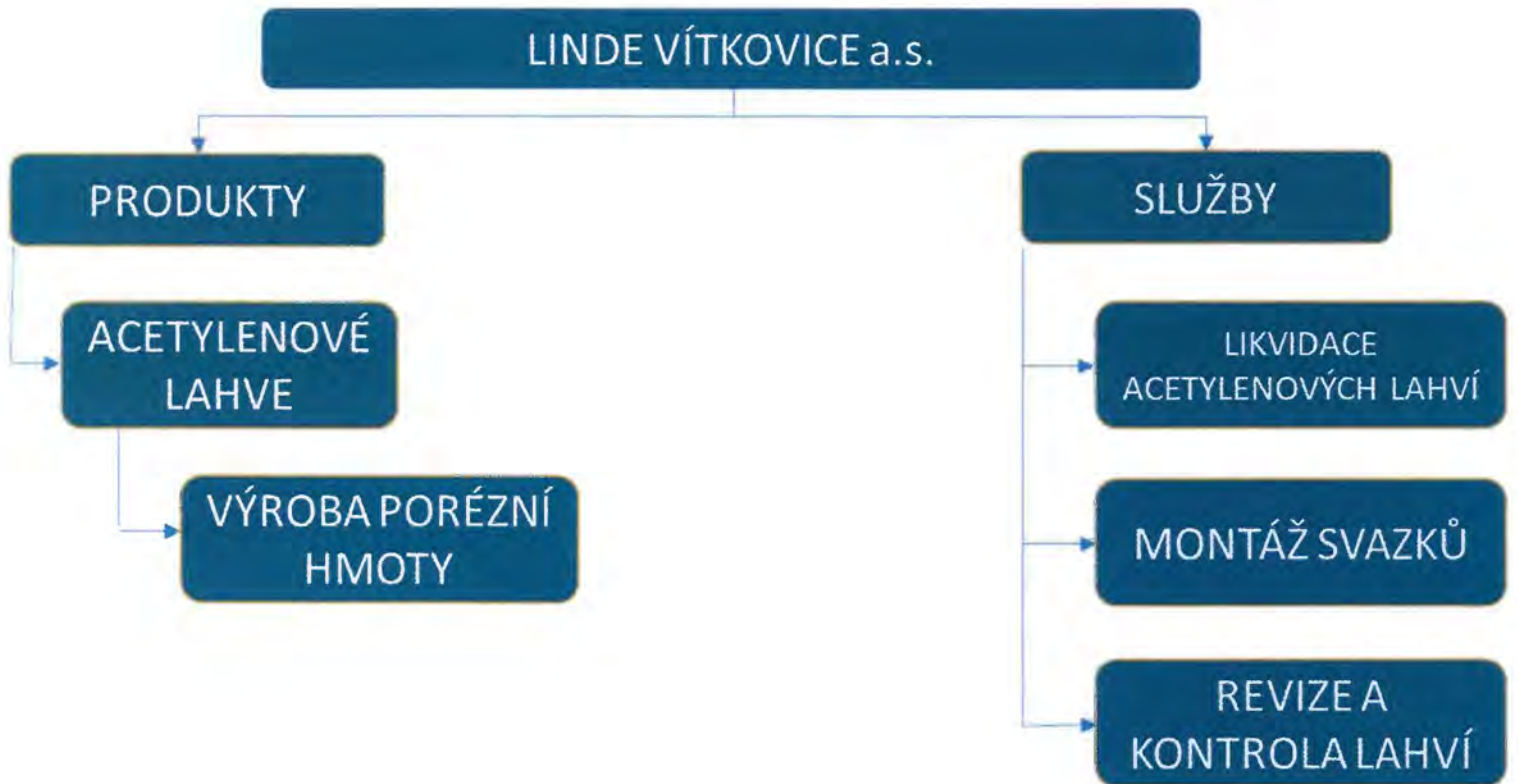 LINDE VÍTKOVICE a.s.
PRODUKTY
ACETYLENOVÉ
LAHVE
VÝROBA PORÉZNÍ
HMOTY
SLUŽBY
LIKVIDACE
ACETYLENOVÝCH LAHVÍ
MONTÁŽ SVAZKŮ
REVIZE A
KONTROLA LAHVÍ